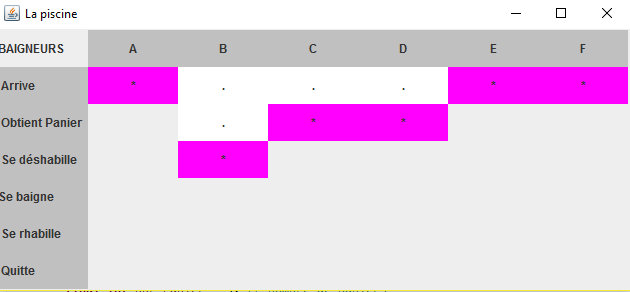 La piscine
BAIGNEURS A B C D E F
Arrive * . . . * *
Obtient Panier . * *
Se déshabille *
Se baigne
Se rhabille
Quitte